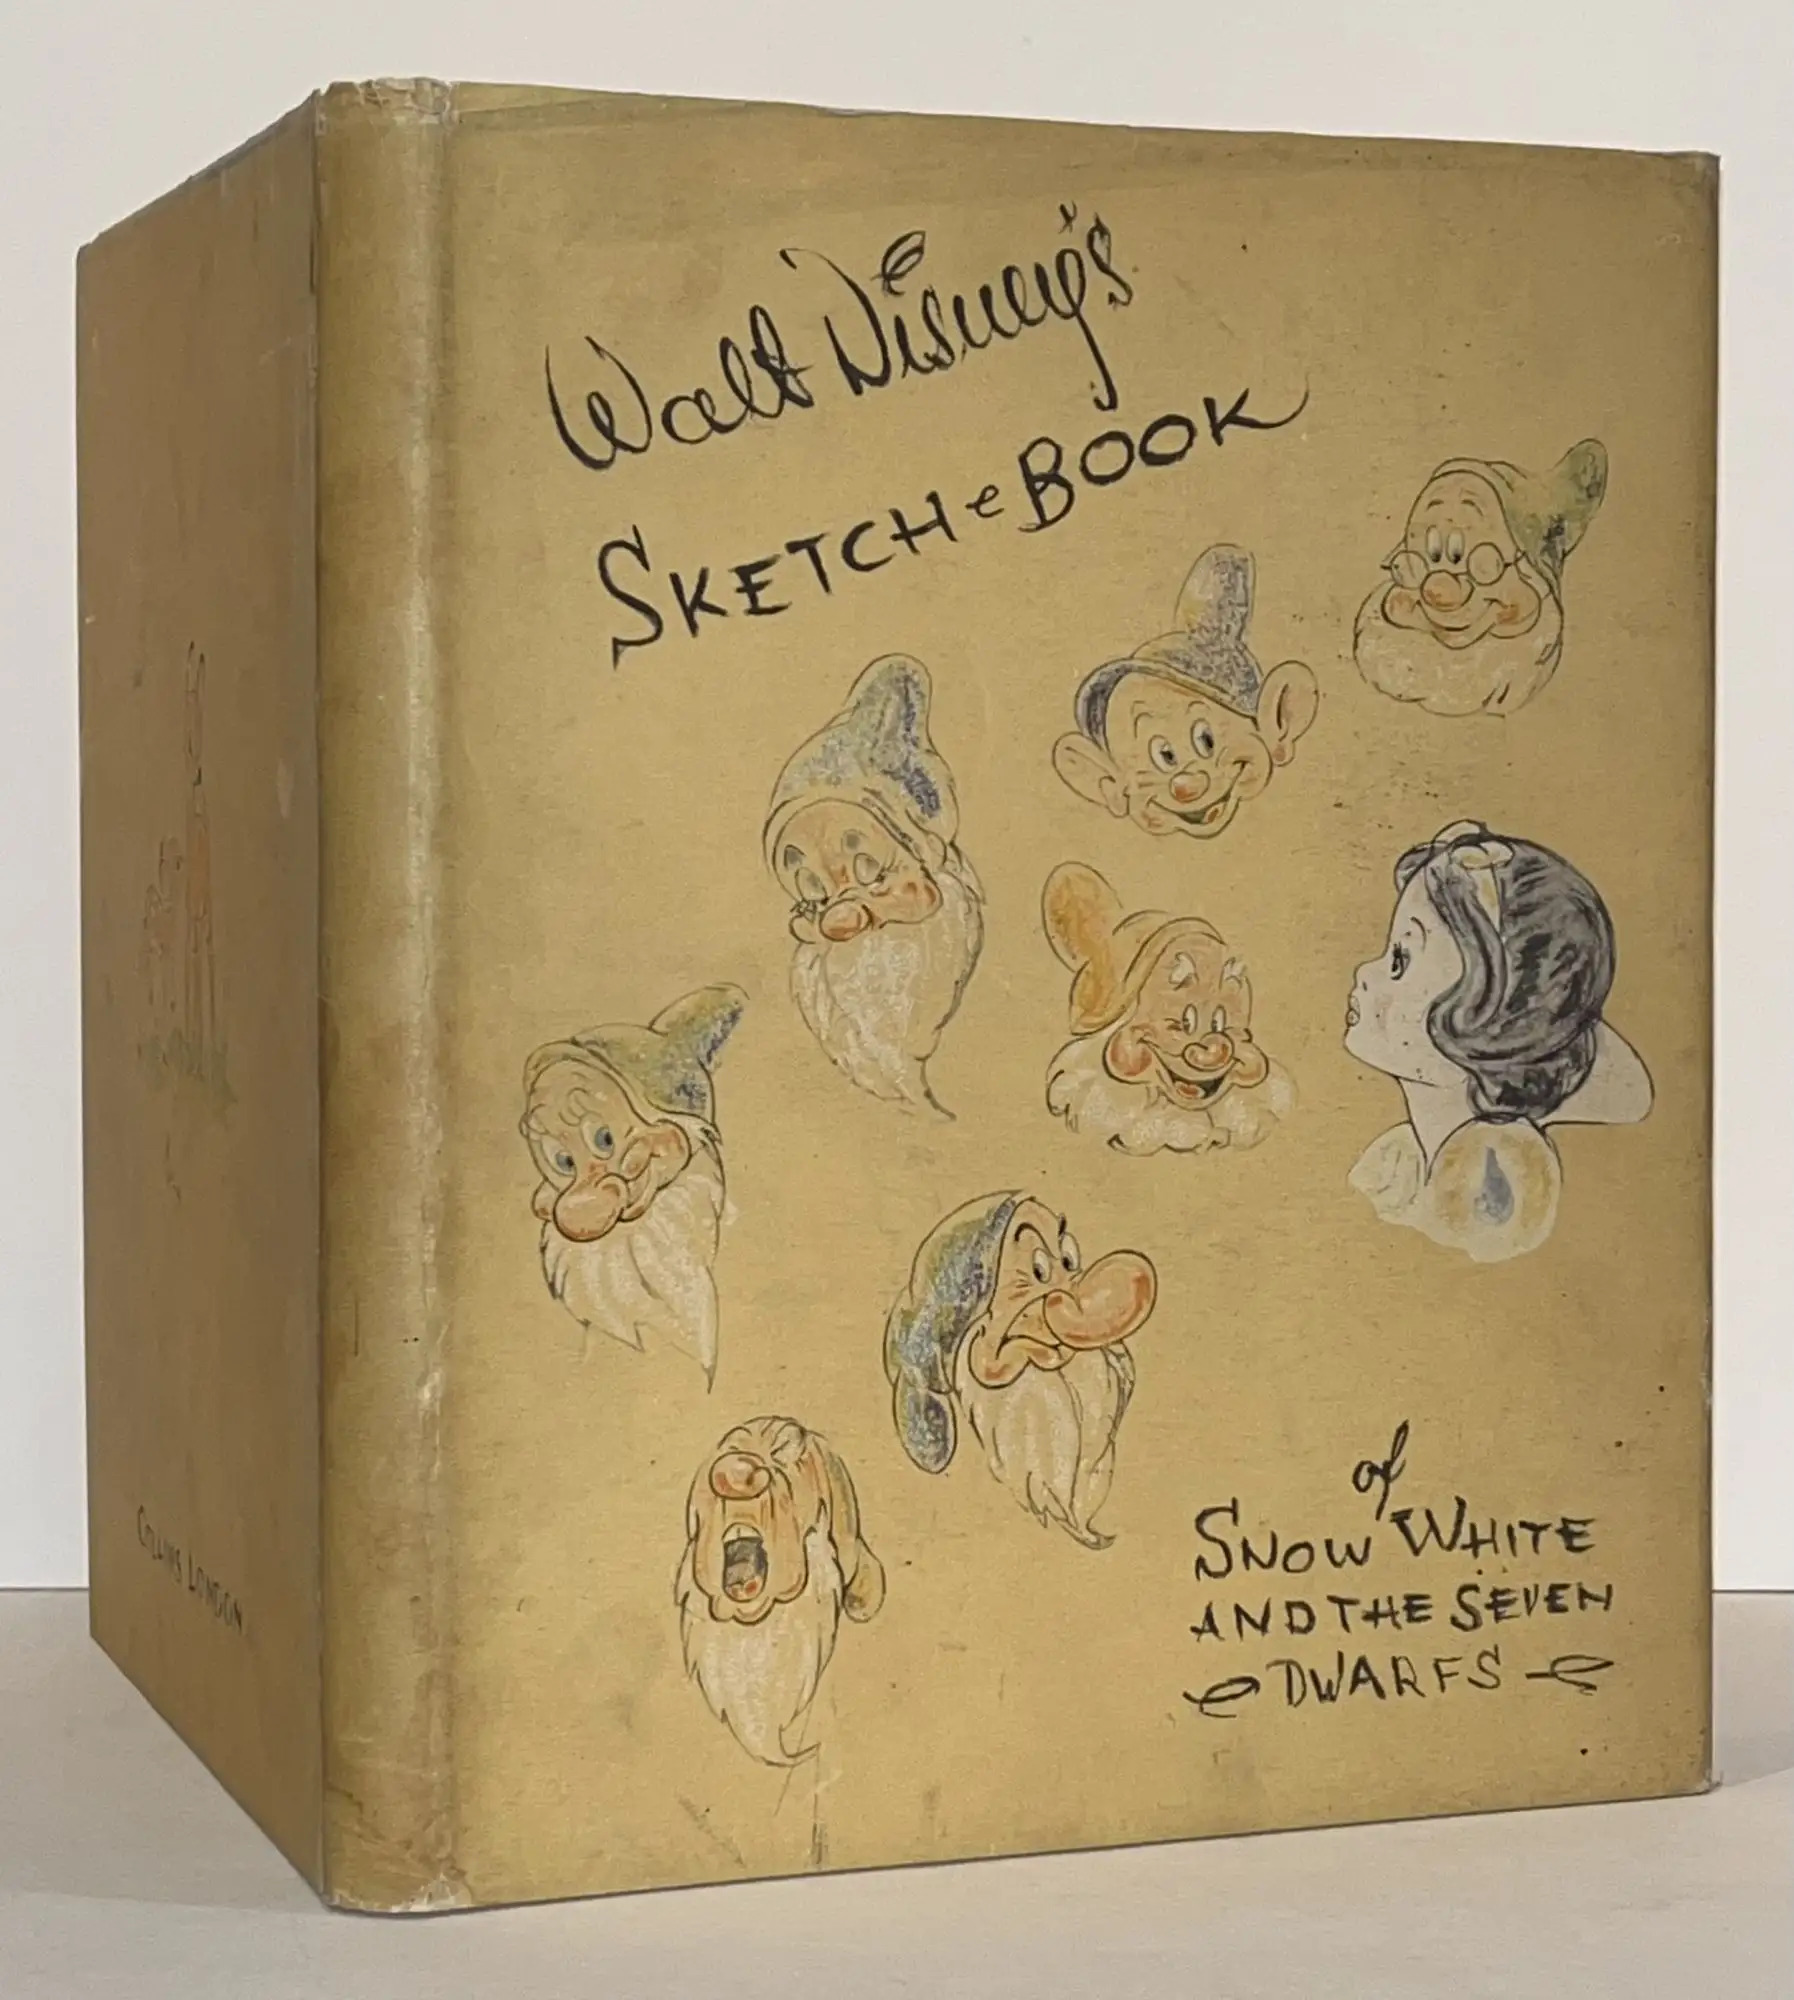 Walt Disney's
SKETCH-BOOK
of
SNOW WHITE
AND THE SEVEN
DWARFS
COLLINS LONDON